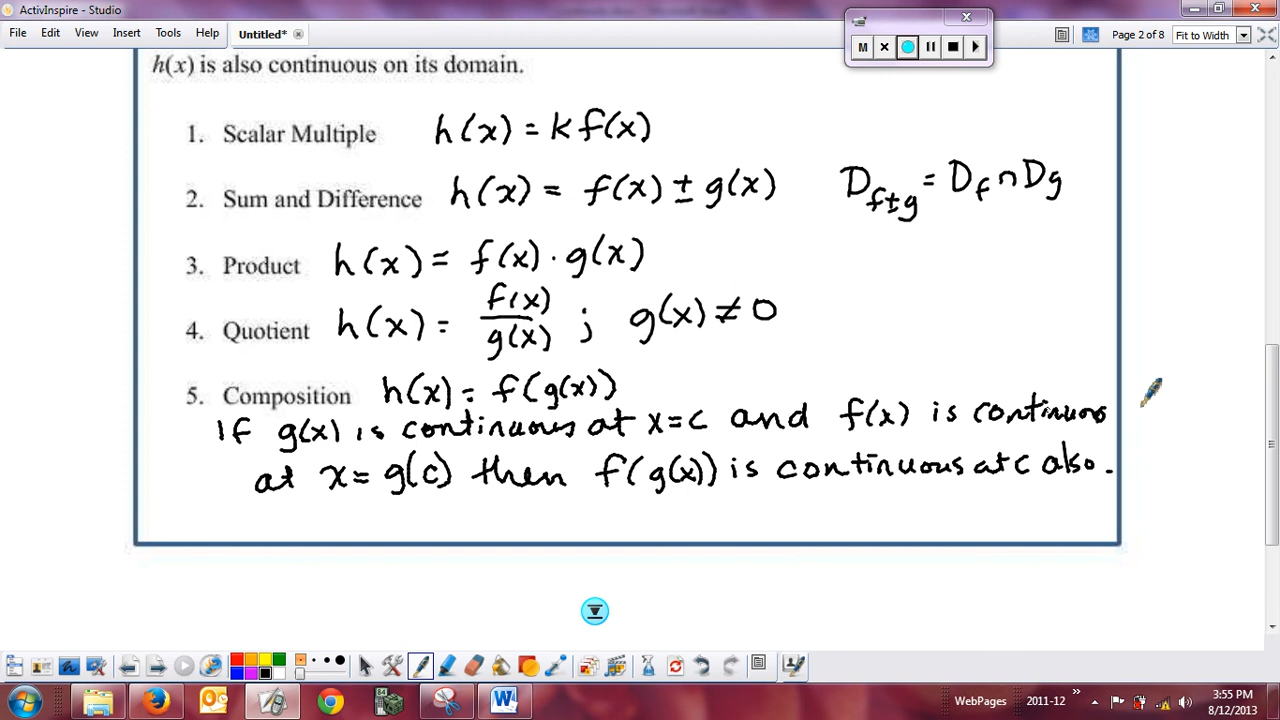 ActivInspire - Studio
File Edit View Insert Tools Help Untitled* Page 2 of 8 Fit to Width
M
h(x) is also continuous on its domain.
1. Scalar Multiple h(x) = k f(x)
2. Sum and Difference h(x) = f(x) ± g(x) D_{f±g} = D_f ∩ D_g
3. Product h(x) = f(x) · g(x)
4. Quotient h(x) = f(x)/g(x) ; g(x) ≠ 0
5. Composition h(x) = f(g(x))
If g(x) is continuous at x=c and f(x) is continuous
at x = g(c) then f(g(x)) is continuous at c also.
WebPages 2011-12 3:55 PM
8/12/2013